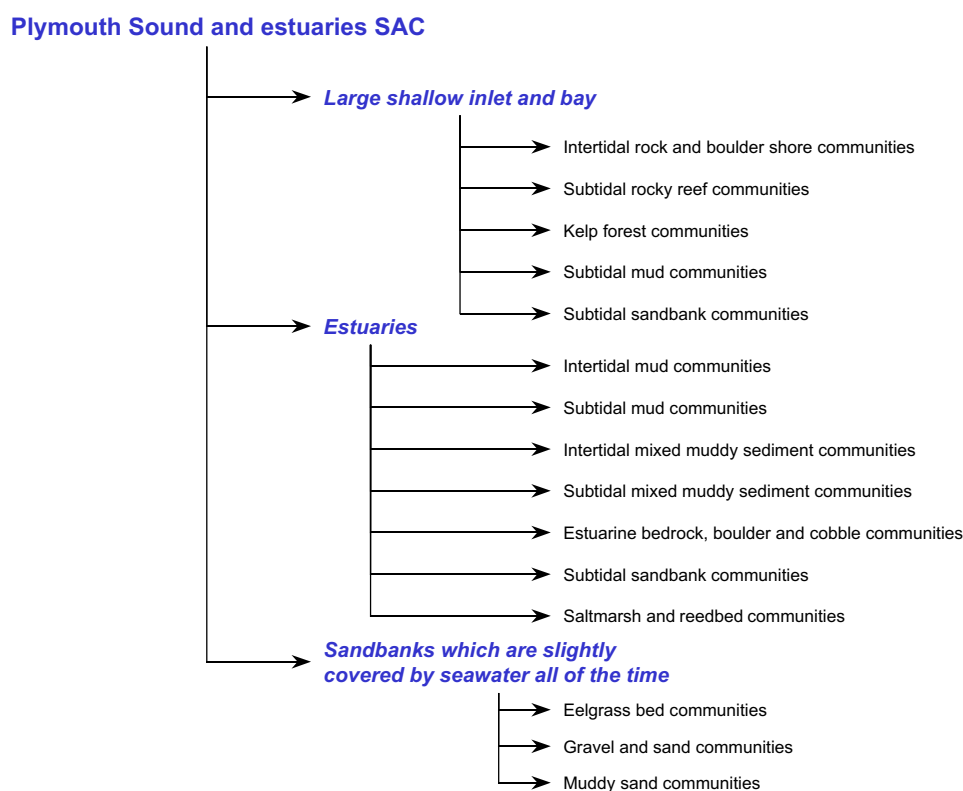 Plymouth Sound and estuaries SAC
Large shallow inlet and bay
Intertidal rock and boulder shore communities
Subtidal rocky reef communities
Kelp forest communities
Subtidal mud communities
Subtidal sandbank communities
Estuaries
Intertidal mud communities
Subtidal mud communities
Intertidal mixed muddy sediment communities
Subtidal mixed muddy sediment communities
Estuarine bedrock, boulder and cobble communities
Subtidal sandbank communities
Saltmarsh and reedbed communities
Sandbanks which are slightly
covered by seawater all of the time
Eelgrass bed communities
Gravel and sand communities
Muddy sand communities